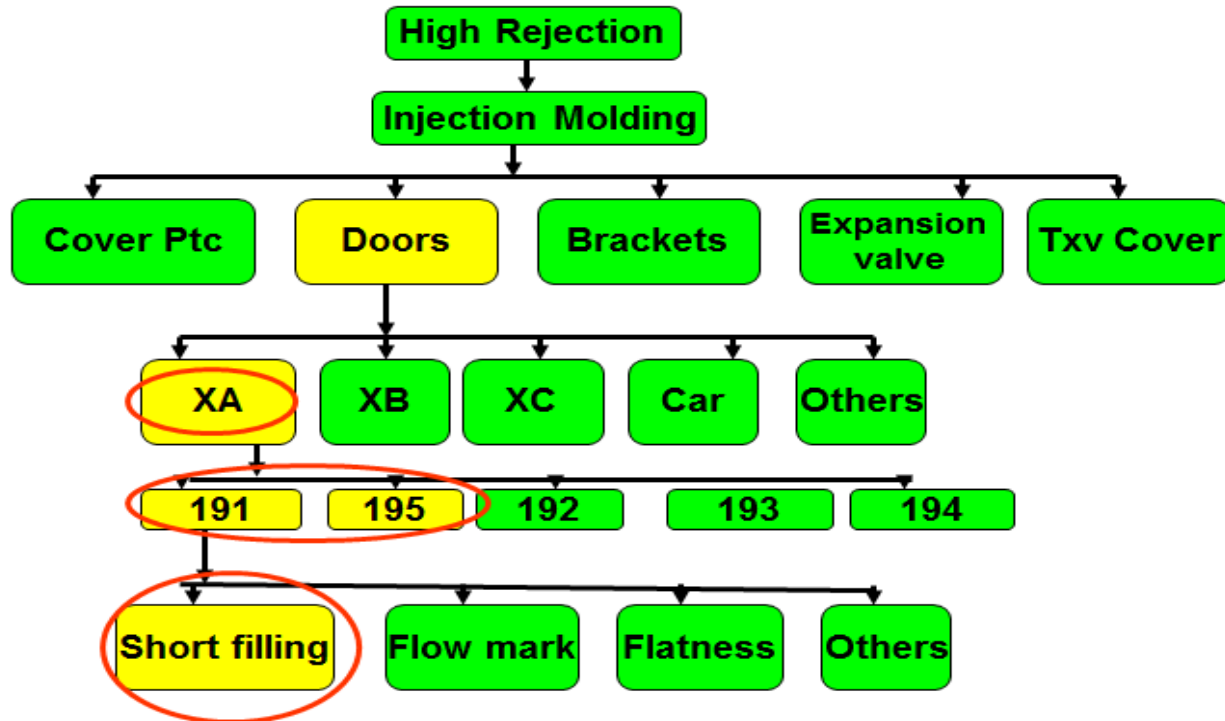 High Rejection
Injection Molding
Cover Ptc
Doors
Brackets
Expansion
valve
Txv Cover
XA
XB
XC
Car
Others
191
195
192
193
194
Short filling
Flow mark
Flatness
Others